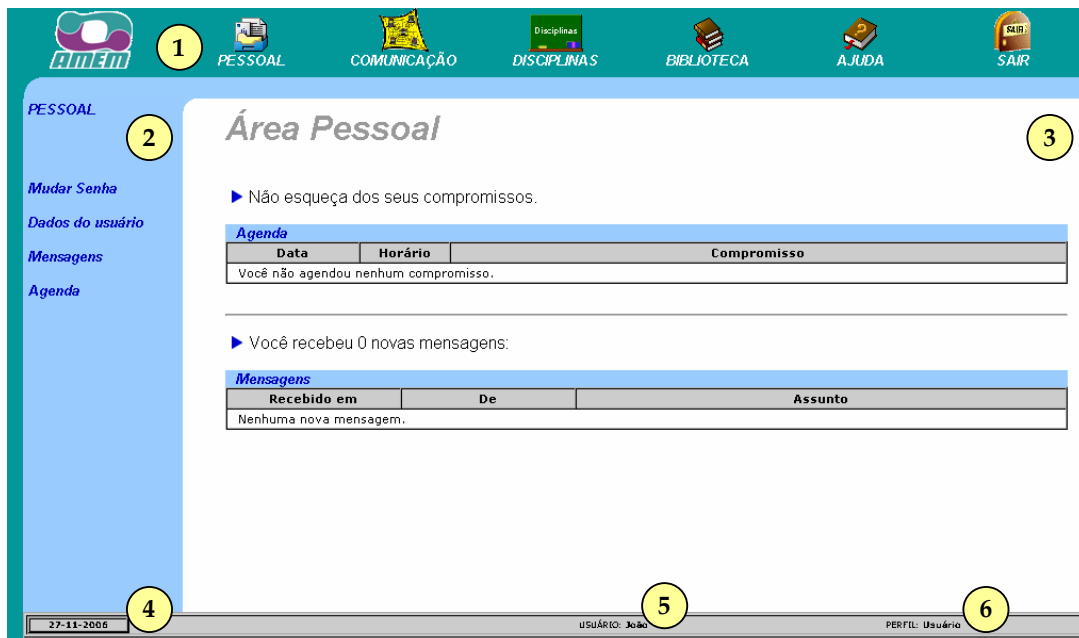 AMEM
1
PESSOAL
COMUNICAÇÃO
Disciplinas
DISCIPLINAS
BIBLIOTECA
AJUDA
SAIR
SAIR
PESSOAL
2
Mudar Senha
Dados do usuário
Mensagens
Agenda
Área Pessoal
3
Não esqueça dos seus compromissos.
Agenda
Data Horário Compromisso
Você não agendou nenhum compromisso.
Você recebeu 0 novas mensagens:
Mensagens
Recebido em De Assunto
Nenhuma nova mensagem.
4
5
6
27-11-2006 USUÁRIO: João PERFIL: Usuário